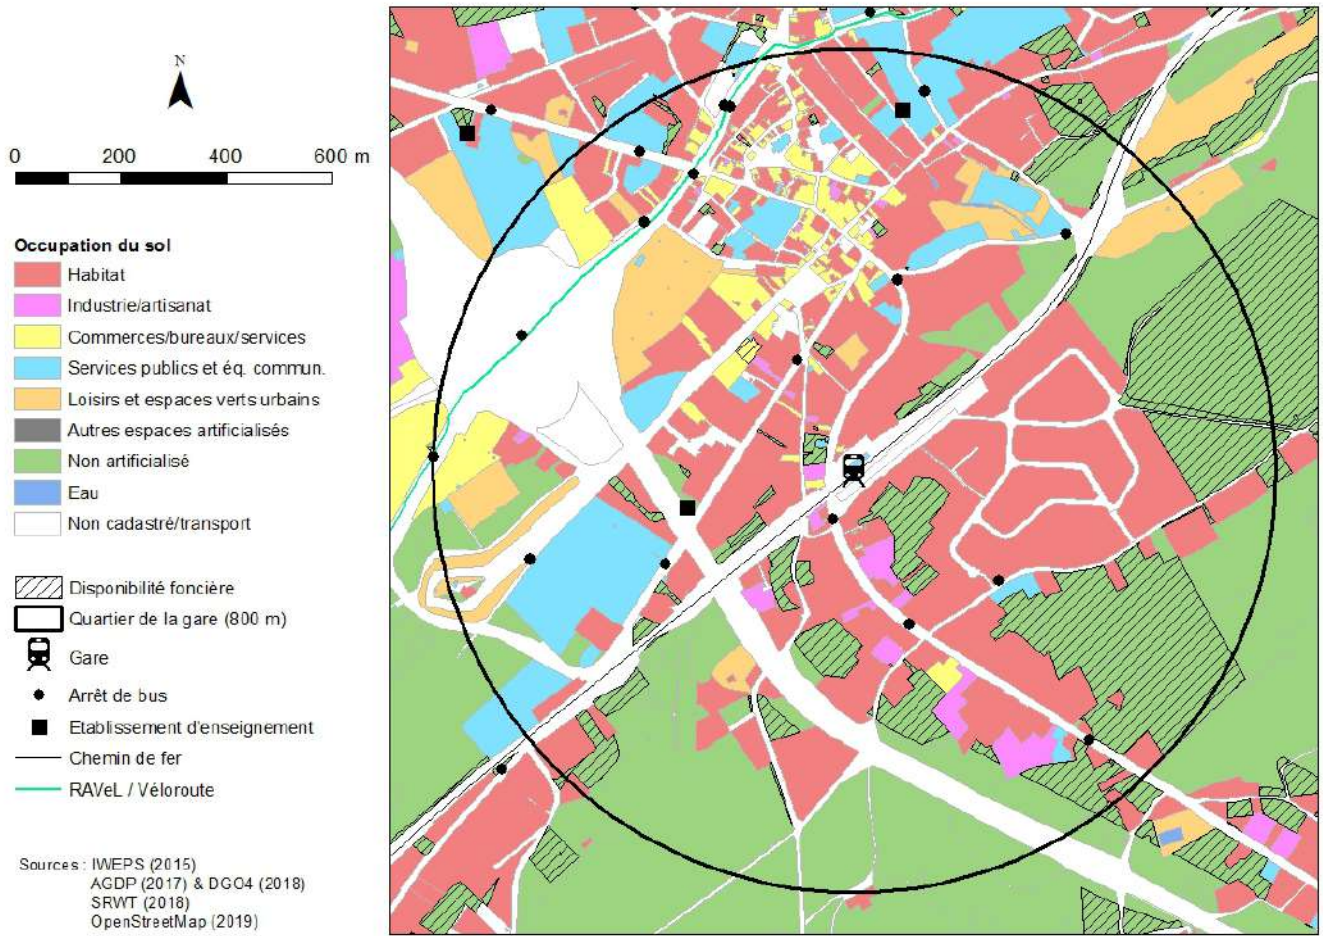 N
0 200 400 600 m
Occupation du sol
Habitat
Industrie/artisanat
Commerces/bureaux/services
Services publics et éq. commun.
Loisirs et espaces verts urbains
Autres espaces artificialisés
Non artificialisé
Eau
Non cadastré/transport
Disponibilité foncière
Quartier de la gare (800 m)
Gare
Arrêt de bus
Etablissement d'enseignement
Chemin de fer
RAVeL / Véloroute
Sources : IWEPS (2015)
AGDP (2017) & DGO4 (2018)
SRWT (2018)
OpenStreetMap (2019)